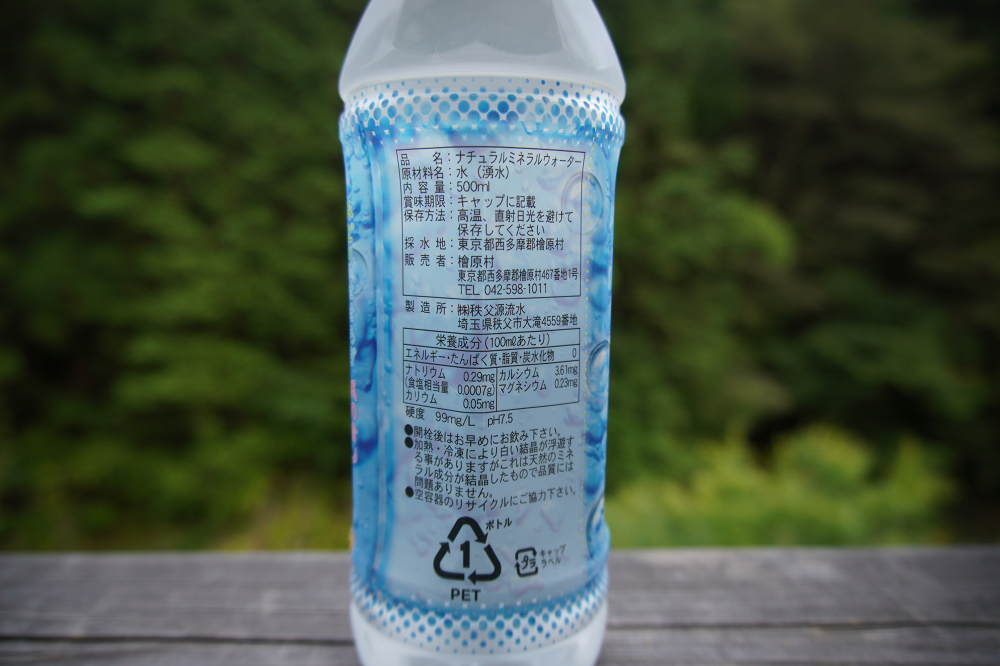 品名：ナチュラルミネラルウォーター
原材料名：水（湧水）
内容量：500ml
賞味期限：キャップに記載
保存方法：高温、直射日光を避けて
保存してください
採水地：東京都西多摩郡檜原村
販売者：檜原村
東京都西多摩郡檜原村467番地1号
TEL 042-598-1011
製造所：㈱秩父源流水
埼玉県秩父市大滝4559番地
栄養成分（100mlあたり）
エネルギー・たんぱく質・脂質・炭水化物 0
ナトリウム 0.29mg カルシウム 3.61mg
(食塩相当量 0.0007g) マグネシウム 0.23mg
カリウム 0.05mg
硬度 99mg/L pH7.5
●開栓後はお早めにお飲み下さい。
●加熱・冷凍により白い結晶が浮遊す
る事がありますがこれは天然のミネ
ラル成分が結晶したもので品質には
問題ありません。
●空容器のリサイクルにご協力下さい。
ボトル
1
PET
プラ
キャップ
ラベル